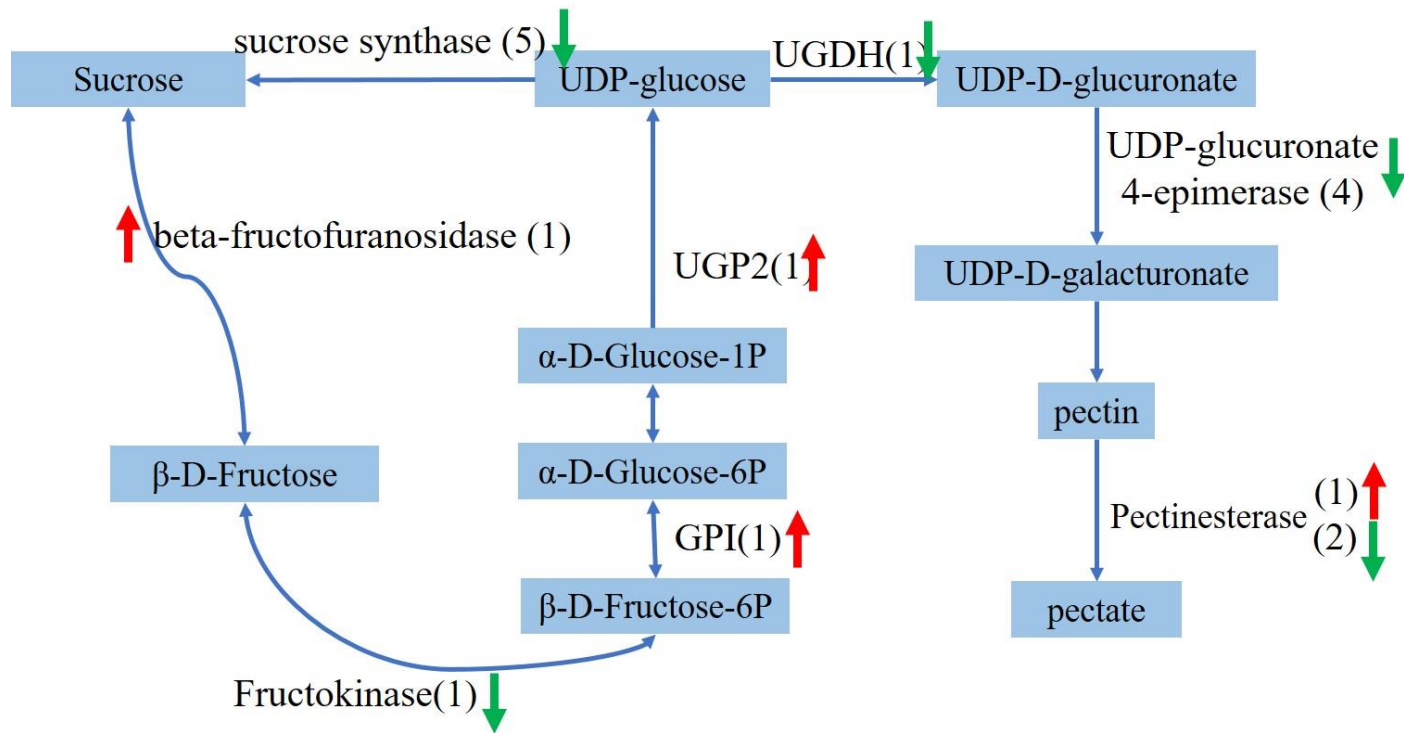 sucrose synthase (5)
UGDH(1)
Sucrose
UDP-glucose
UDP-D-glucuronate
UDP-glucuronate
4-epimerase (4)
beta-fructofuranosidase (1)
UGP2(1)
UDP-D-galacturonate
α-D-Glucose-1P
pectin
β-D-Fructose
α-D-Glucose-6P
Pectinesterase
(1)
(2)
GPI(1)
β-D-Fructose-6P
pectate
Fructokinase(1)